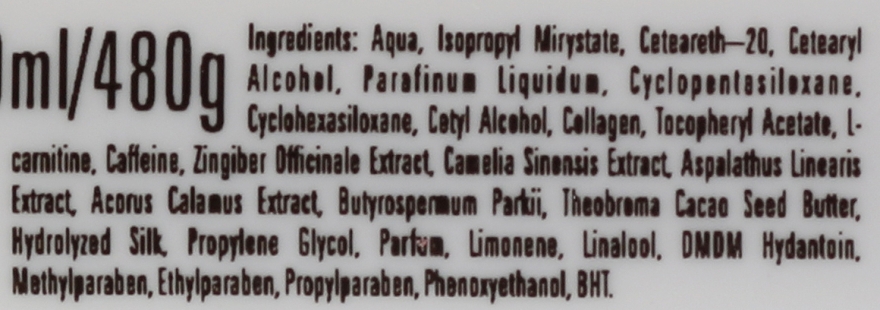 ml/480g
Ingredients: Aqua, Isopropyl Mirystate, Ceteareth-20, Cetearyl
Alcohol, Parafinum Liquidum, Cyclopentasiloxane,
Cyclohexasiloxane, Cetyl Alcohol, Collagen, Tocopheryl Acetate, L-
carnitine, Caffeine, Zingiber Officinale Extract, Camelia Sinensis Extract, Aspalathus Linearis
Extract, Acorus Calamus Extract, Butyrospermum Parkii, Theobroma Cacao Seed Butter,
Hydrolyzed Silk, Propylene Glycol, Parfum, Limonene, Linalool, DMDM Hydantoin,
Methylparaben, Ethylparaben, Propylparaben, Phenoxyethanol, BHT.